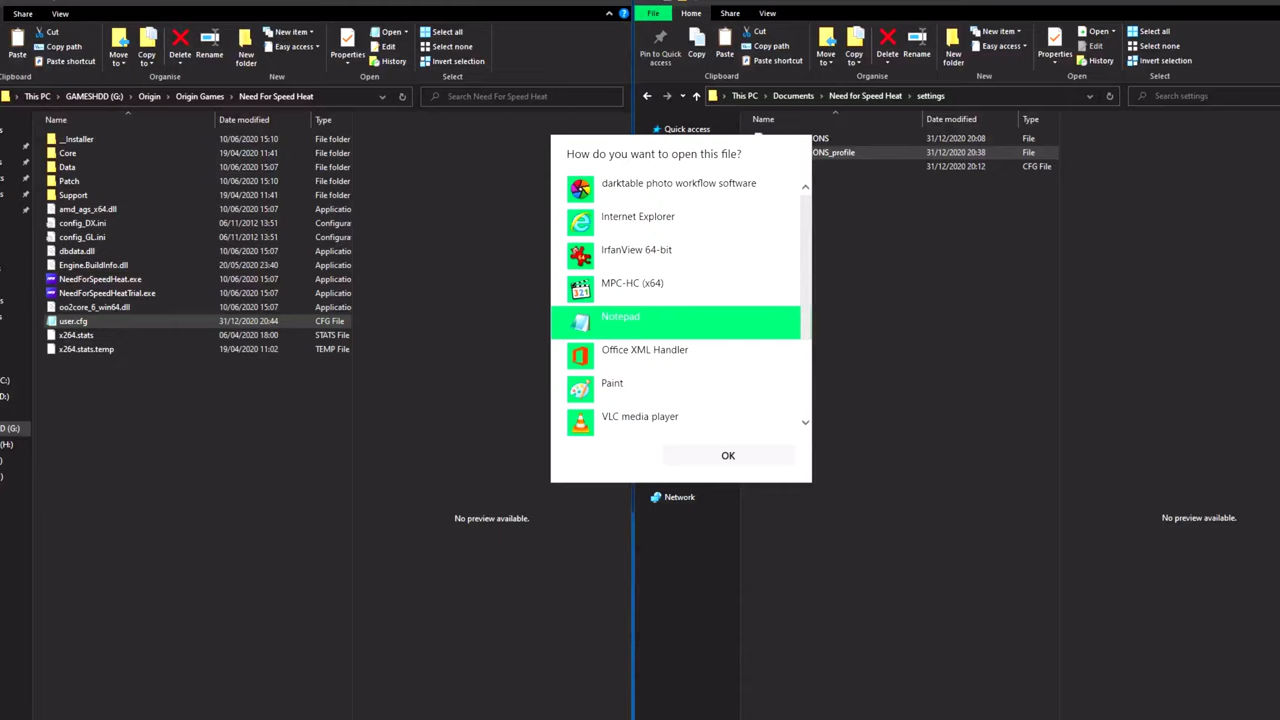 Share
View
Paste
Cut
Copy path
Paste shortcut
Clipboard
Move to
Copy to
Delete
Rename
Organise
New folder
New item
Easy access
New
Properties
Open
Edit
History
Open
Select all
Select none
Invert selection
Select
This PC
GAMESHDD (G:)
Origin
Origin Games
Need For Speed Heat
Search Need For Speed Heat
Name
Date modified
Type
__Installer 10/06/2020 15:10 File folder
Core 19/04/2020 11:41 File folder
Data 10/06/2020 15:07 File folder
Patch 10/06/2020 15:07 File folder
Support 19/04/2020 11:41 File folder
amd_ags_x64.dll 10/06/2020 15:07 Applicatio
config_DX.ini 06/11/2012 13:51 Configura
config_GL.ini 06/11/2012 13:51 Configura
dbdata.dll 10/06/2020 15:07 Applicatio
Engine.BuildInfo.dll 20/05/2020 23:40 Applicatio
NeedForSpeedHeat.exe 10/06/2020 15:07 Applicatio
NeedForSpeedHeatTrial.exe 10/06/2020 15:07 Applicatio
oo2core_6_win64.dll 10/06/2020 15:07 Applicatio
user.cfg 31/12/2020 20:44 CFG File
x264.stats 06/04/2020 18:00 STATS File
x264.stats.temp 19/04/2020 11:02 TEMP File
C:)
D:)
D (G:)
(H:)
)
)
No preview available.
File
Home
Share
View
Pin to Quick access
Copy
Paste
Cut
Copy path
Paste shortcut
Clipboard
Move to
Copy to
Delete
Rename
Organise
New folder
New item
Easy access
New
Properties
Open
Edit
History
Open
Select all
Select none
Invert selection
Select
This PC
Documents
Need for Speed Heat
settings
Search settings
Quick access
Network
Name
Date modified
Type
ONS 31/12/2020 20:08 File
ONS_profile 31/12/2020 20:38 File
31/12/2020 20:12 CFG File
No preview available.
How do you want to open this file?
darktable photo workflow software
Internet Explorer
IrfanView 64-bit
MPC-HC (x64)
321
Notepad
Office XML Handler
Paint
VLC media player
OK